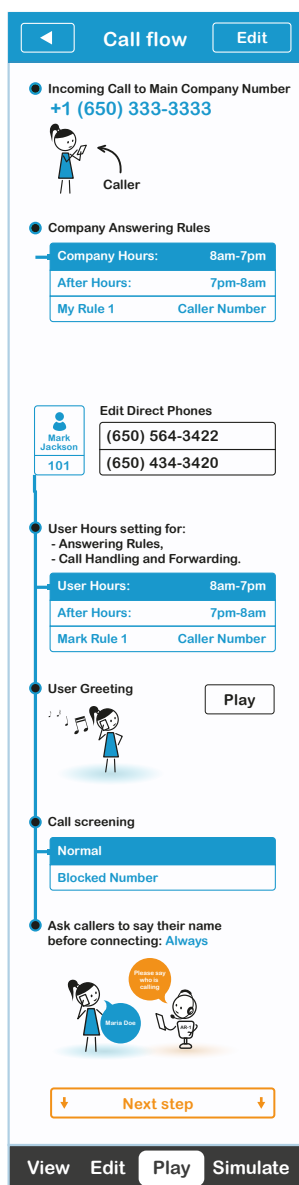 Call flow
Edit
Incoming Call to Main Company Number
+1 (650) 333-3333
Caller
Company Answering Rules
Company Hours: 8am-7pm
After Hours: 7pm-8am
My Rule 1 Caller Number
Mark
Jackson
101
Edit Direct Phones
(650) 564-3422
(650) 434-3420
User Hours setting for:
- Answering Rules,
- Call Handling and Forwarding.
User Hours: 8am-7pm
After Hours: 7pm-8am
Mark Rule 1 Caller Number
User Greeting
Play
Call screening
Normal
Blocked Number
Ask callers to say their name
before connecting: Always
Please say
who is
calling
Maria Doe
AR-1
Next step
View Edit Play Simulate